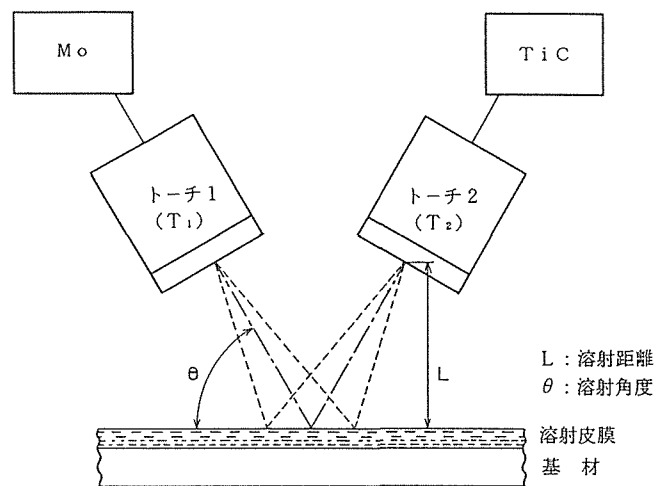 Mo
TiC
トーチ1
(T₁)
トーチ2
(T₂)
θ
L
L:溶射距離
θ:溶射角度
溶射皮膜
基 材